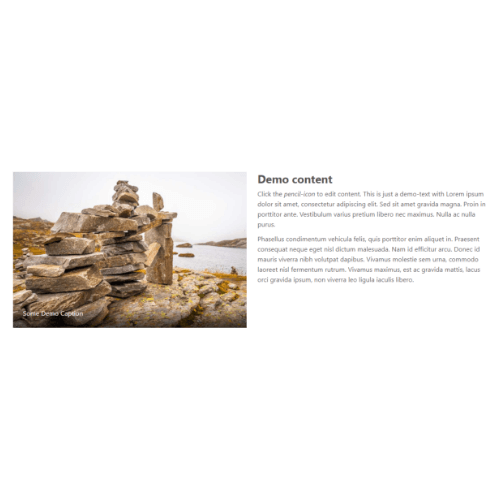 Demo content
Click the pencil-icon to edit content. This is just a demo-text with Lorem ipsum
dolor sit amet, consectetur adipiscing elit. Sed sit amet gravida magna. Proin in
porttitor ante. Vestibulum varius pretium libero nec maximus. Nulla ac nulla
purus.
Phasellus condimentum vehicula felis, quis porttitor enim aliquet in. Praesent
consequat neque eget nisl dictum malesuada. Nam id efficitur arcu. Donec id
mauris viverra nibh volutpat dapibus. Vivamus molestie sem urna, commodo
laoreet nisl fermentum rutrum. Vivamus maximus, est ac gravida mattis, lacus
orci gravida ipsum, non viverra leo ligula iaculis libero.
Some Demo Caption